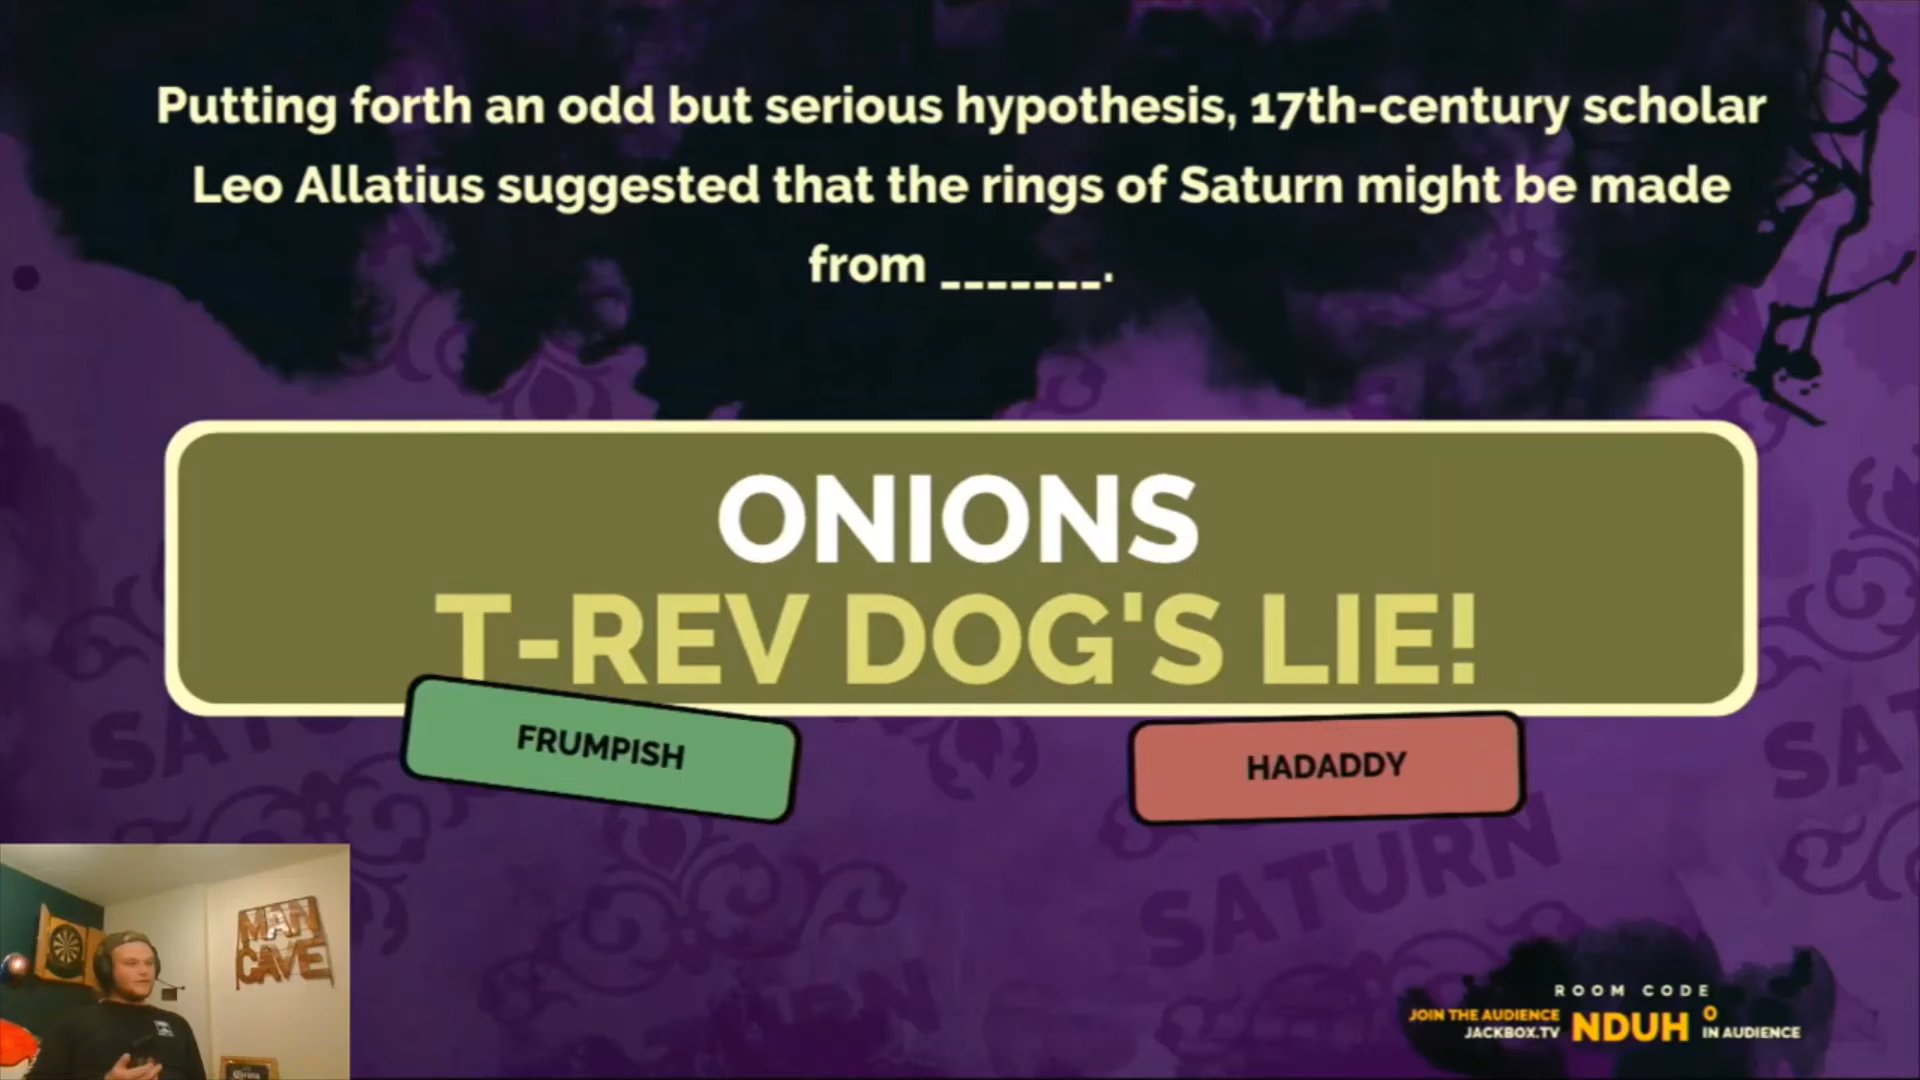 Putting forth an odd but serious hypothesis, 17th-century scholar
Leo Allatius suggested that the rings of Saturn might be made
from _______.
ONIONS
T-REV DOG'S LIE!
FRUMPISH
HADADDY
SATURN
SATURN
MAN
CAVE
ROOM CODE
JOIN THE AUDIENCE
JACKBOX.TV
NDUH
0
IN AUDIENCE